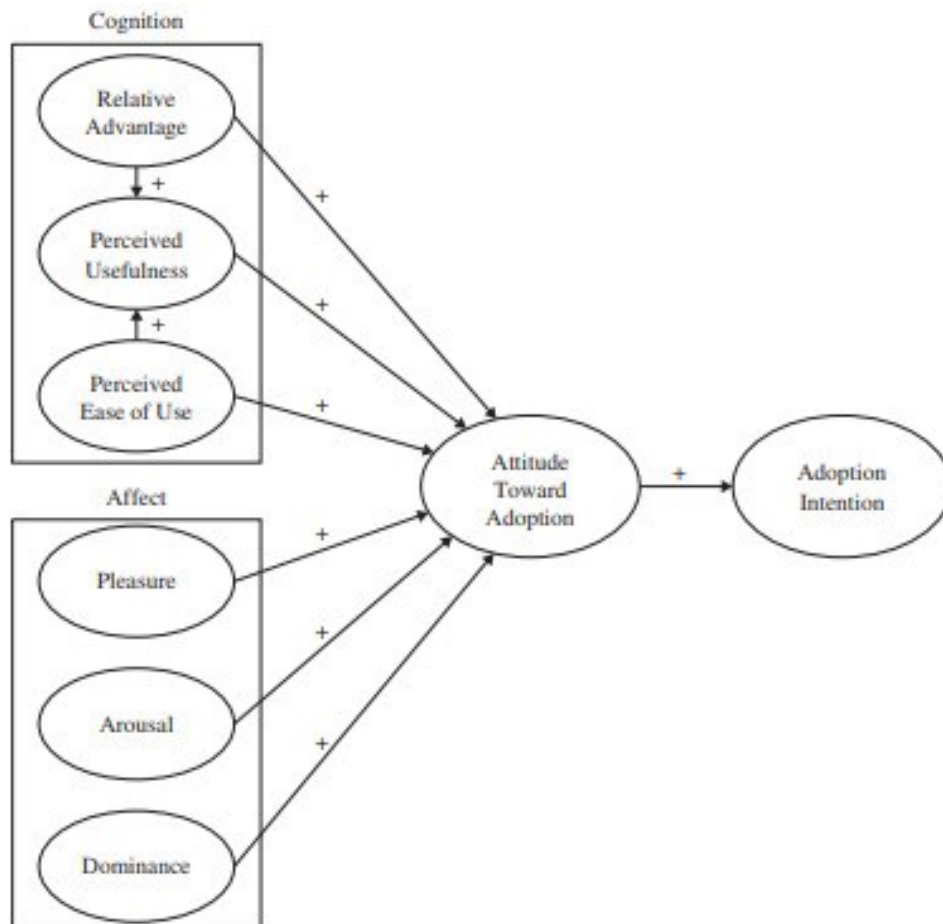 Cognition
Relative
Advantage
+
+
Perceived
Usefulness
+
+
Perceived
Ease of Use
+
Attitude
Toward
Adoption
+
Adoption
Intention
Affect
Pleasure
+
Arousal
+
Dominance
+